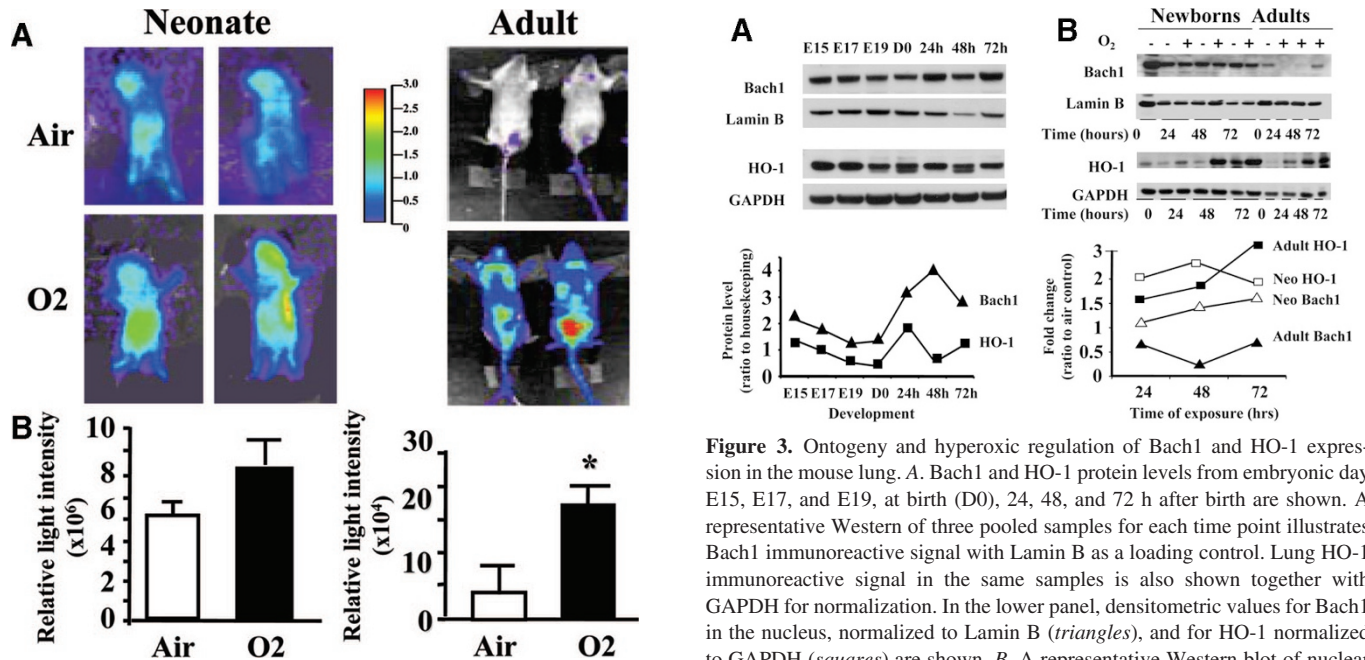 Neonate
Adult
A
Air
O2
3.0
2.5
2.0
1.5
1.0
0.5
0
B
Relative light intensity
(x10⁶)
10
8
6
4
2
0
Air
O2
Relative light intensity
(x10⁴)
30
20
10
0
*
Air
O2
A
E15 E17 E19 D0 24h 48h 72h
Bach1
Lamin B
HO-1
GAPDH
Protein level
(ratio to housekeeping)
4
3
2
1
0
Bach1
HO-1
E15 E17 E19 D0 24h 48h 72h
Development
B
Newborns Adults
O₂ - - + - + - + - + + +
Bach1
Lamin B
Time (hours) 0 24 48 72 0 24 48 72
HO-1
GAPDH
Time (hours) 0 24 48 72 0 24 48 72
Fold change
(ratio to air control)
3
2.5
2
1.5
1
0.5
0
Adult HO-1
Neo HO-1
Neo Bach1
Adult Bach1
24 48 72
Time of exposure (hrs)
Figure 3. Ontogeny and hyperoxic regulation of Bach1 and HO-1 expres-
sion in the mouse lung. A. Bach1 and HO-1 protein levels from embryonic day
E15, E17, and E19, at birth (D0), 24, 48, and 72 h after birth are shown. A
representative Western of three pooled samples for each time point illustrates
Bach1 immunoreactive signal with Lamin B as a loading control. Lung HO-1
immunoreactive signal in the same samples is also shown together with
GAPDH for normalization. In the lower panel, densitometric values for Bach1
in the nucleus, normalized to Lamin B (triangles), and for HO-1 normalized
to GAPDH (squares) are shown. B. A representative Western blot of nuclear